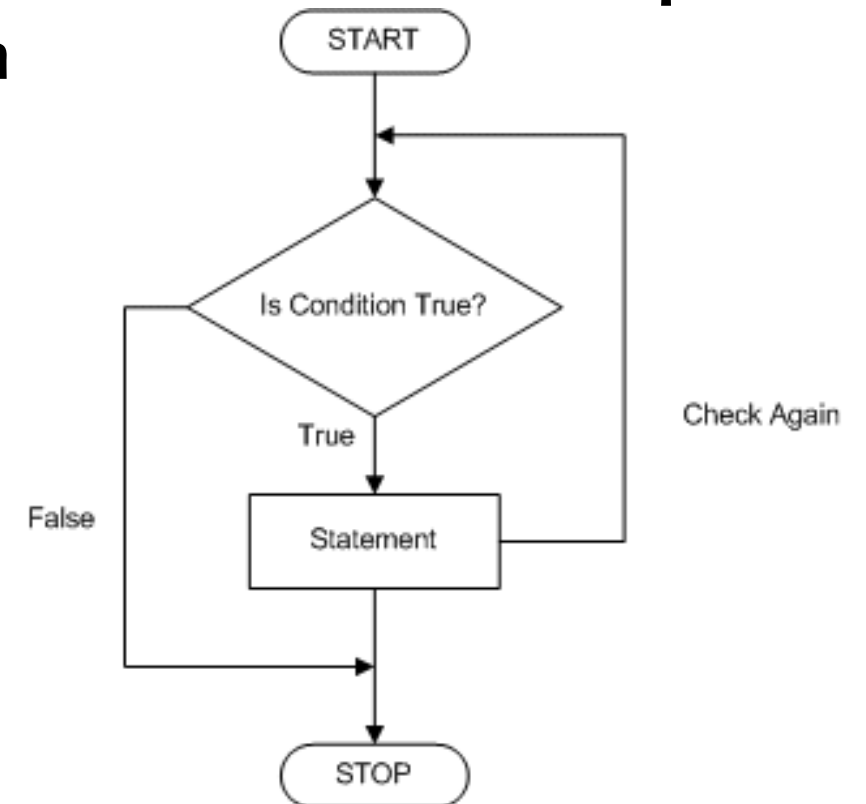 START
Is Condition True?
True
Check Again
False
Statement
STOP